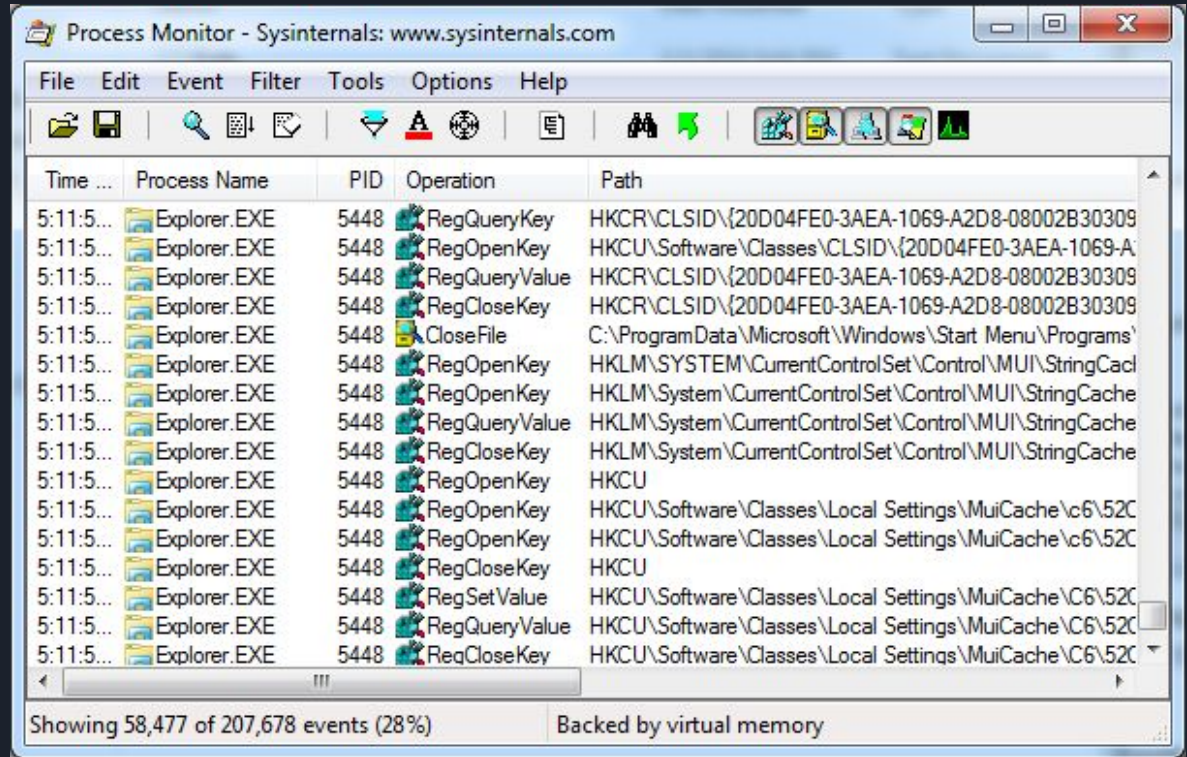 Process Monitor - Sysinternals: www.sysinternals.com
File Edit Event Filter Tools Options Help
A
Time ... Process Name PID Operation Path
5:11:5... Explorer.EXE 5448 RegQueryKey HKCR\CLSID\{20D04FE0-3AEA-1069-A2D8-08002B30309
5:11:5... Explorer.EXE 5448 RegOpenKey HKCU\Software\Classes\CLSID\{20D04FE0-3AEA-1069-A
5:11:5... Explorer.EXE 5448 RegQueryValue HKCR\CLSID\{20D04FE0-3AEA-1069-A2D8-08002B30309
5:11:5... Explorer.EXE 5448 RegCloseKey HKCR\CLSID\{20D04FE0-3AEA-1069-A2D8-08002B30309
5:11:5... Explorer.EXE 5448 CloseFile C:\ProgramData\Microsoft\Windows\Start Menu\Programs\
5:11:5... Explorer.EXE 5448 RegOpenKey HKLM\SYSTEM\CurrentControlSet\Control\MUI\StringCacl
5:11:5... Explorer.EXE 5448 RegOpenKey HKLM\System\CurrentControlSet\Control\MUI\StringCache
5:11:5... Explorer.EXE 5448 RegQueryValue HKLM\System\CurrentControlSet\Control\MUI\StringCache
5:11:5... Explorer.EXE 5448 RegCloseKey HKLM\System\CurrentControlSet\Control\MUI\StringCache
5:11:5... Explorer.EXE 5448 RegOpenKey HKCU
5:11:5... Explorer.EXE 5448 RegOpenKey HKCU\Software\Classes\Local Settings\MuiCache\c6\52C
5:11:5... Explorer.EXE 5448 RegOpenKey HKCU\Software\Classes\Local Settings\MuiCache\c6\52C
5:11:5... Explorer.EXE 5448 RegCloseKey HKCU
5:11:5... Explorer.EXE 5448 RegSetValue HKCU\Software\Classes\Local Settings\MuiCache\C6\52C
5:11:5... Explorer.EXE 5448 RegQueryValue HKCU\Software\Classes\Local Settings\MuiCache\C6\52C
5:11:5... Explorer.EXE 5448 RegCloseKey HKCU\Software\Classes\Local Settings\MuiCache\C6\52C
Showing 58,477 of 207,678 events (28%) Backed by virtual memory